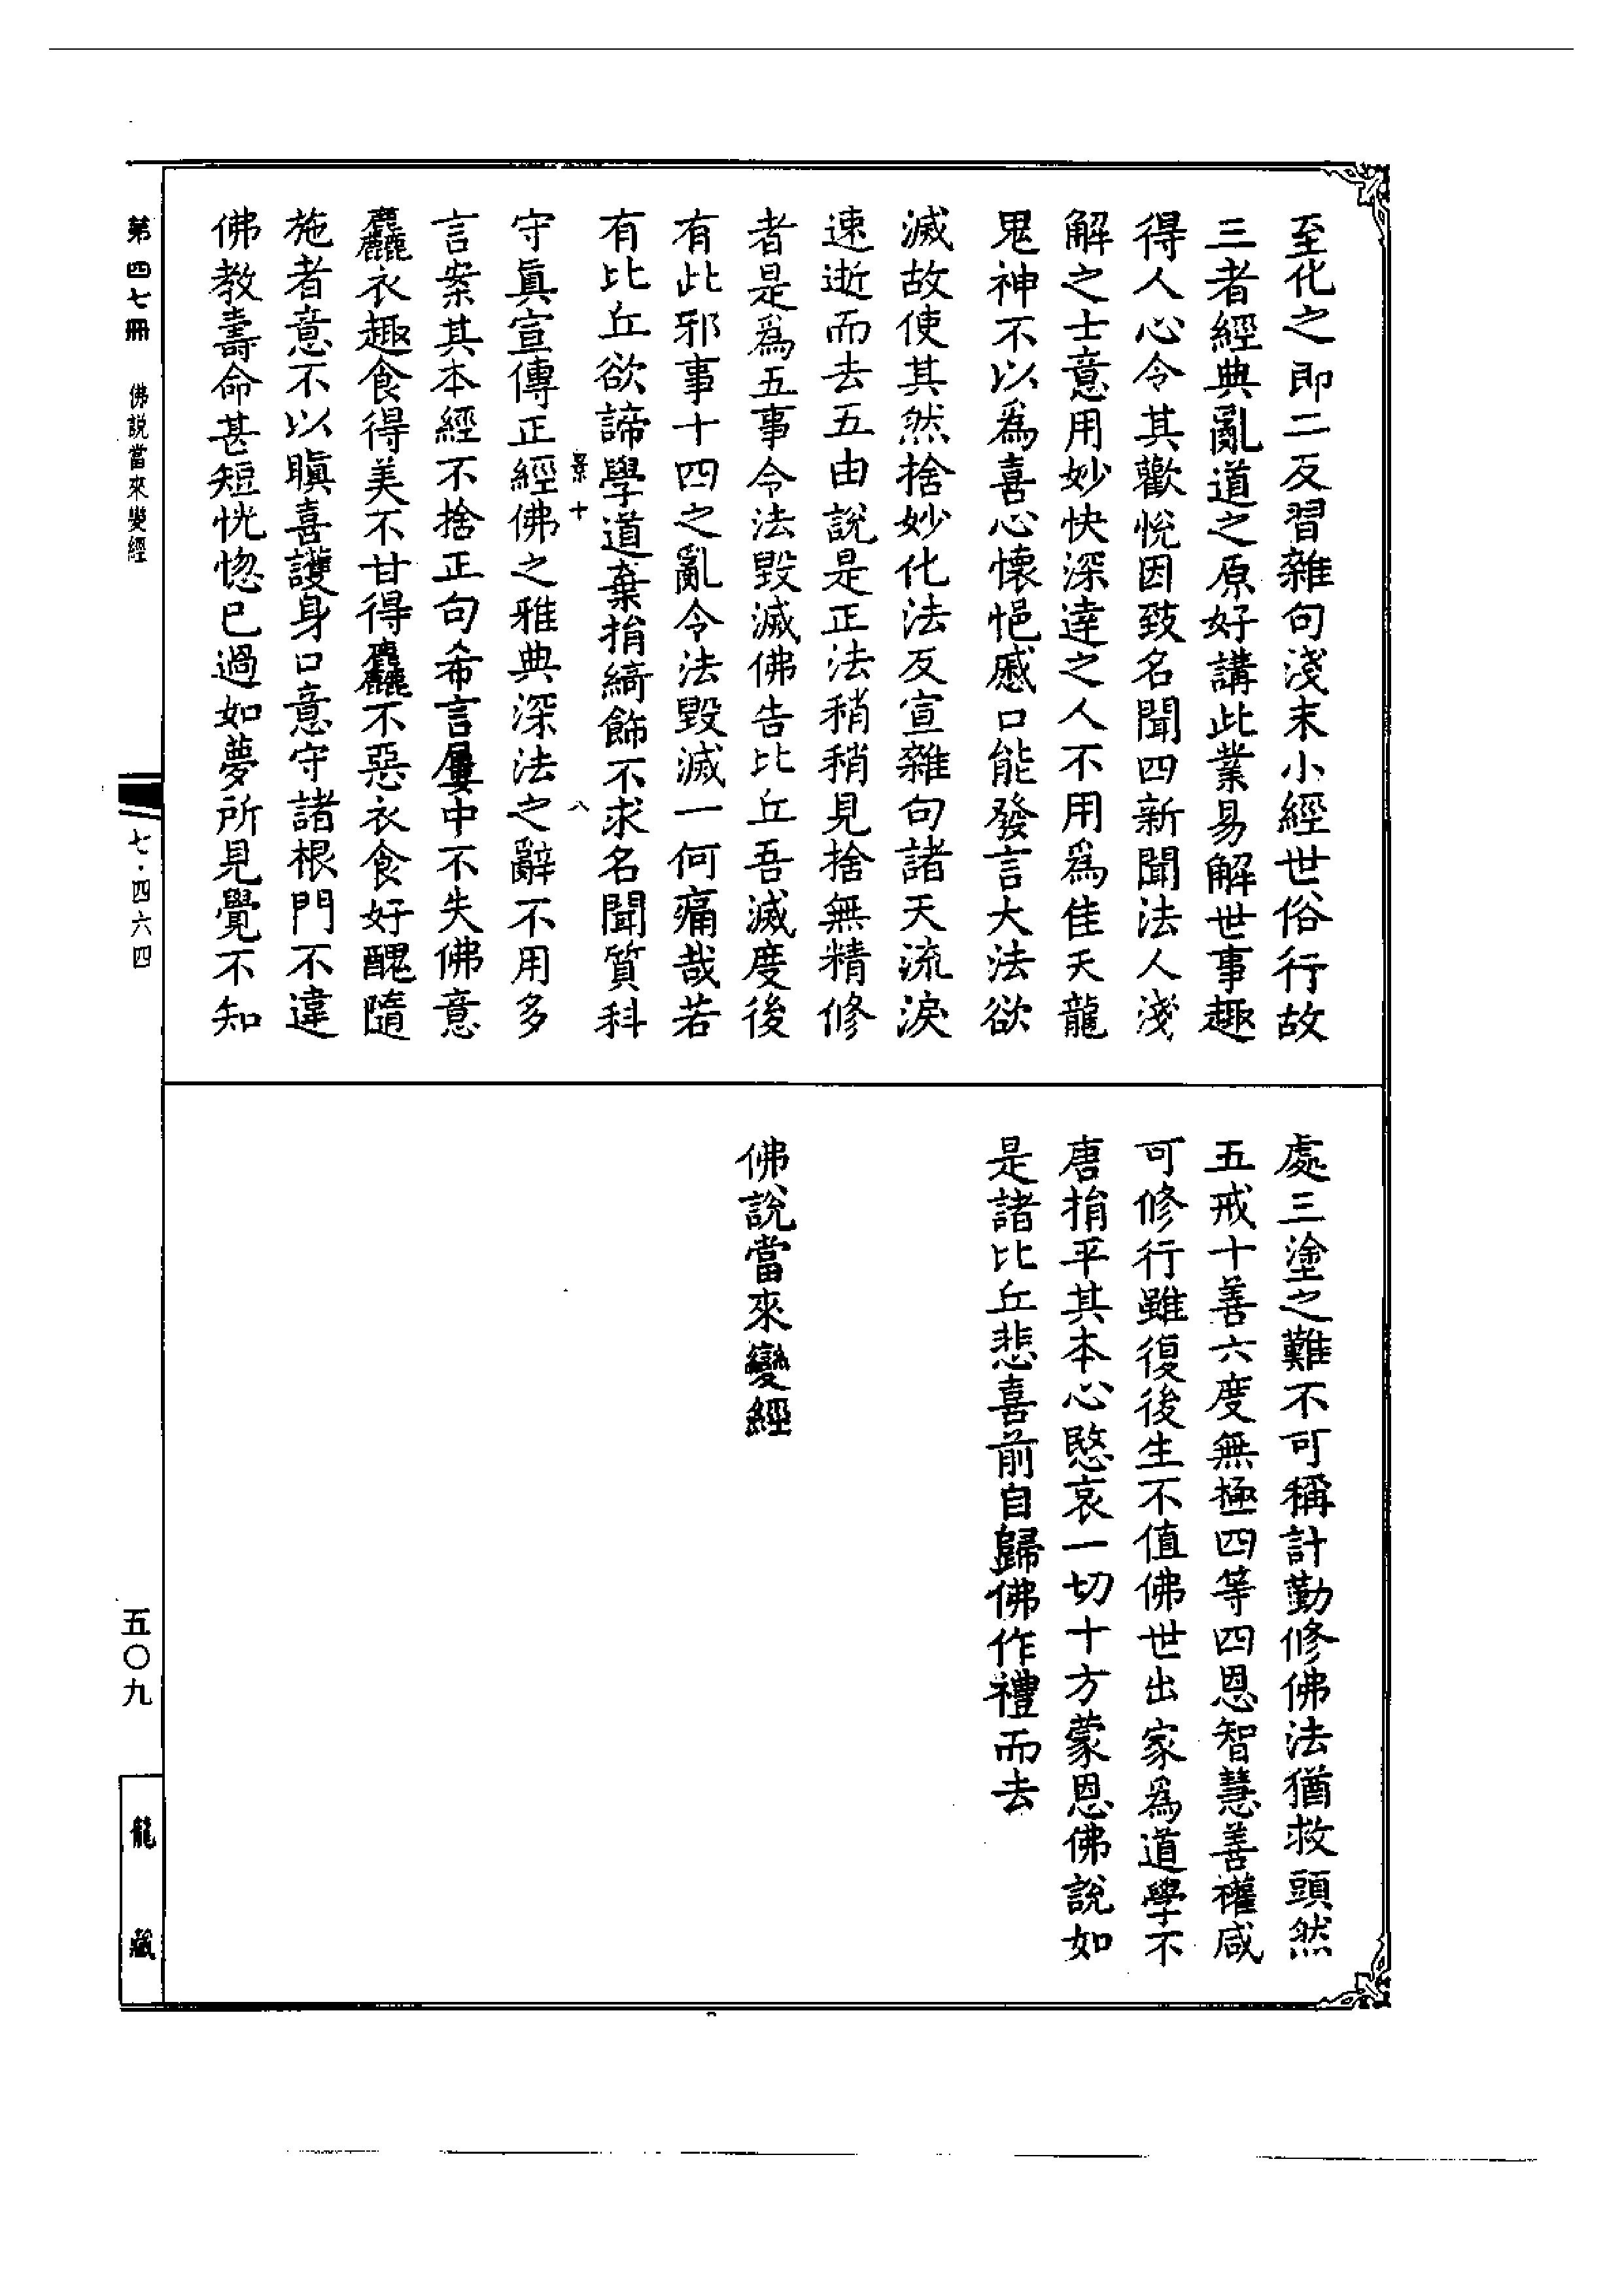 至化之即二反習雜句淺末小經世俗行故
三者經典亂道之原好講此業易解世事趣
得人心令其歡悅因致名聞四新聞法人淺
解之士意用妙快深達之人不用爲佳天龍
鬼神不以爲喜心懷悒慼口能發言大法欲
滅故使其然捨妙化法反宣雜句諸天流淚
速逝而去五由說是正法稍稍見捨無精修
者是爲五事令法毀滅佛告比丘吾滅度後
有此邪事十四之亂令法毀滅一何痛哉若
有比丘欲諦學道棄捐綺飾不求名聞質科
十 八
守眞宣傳正經佛之雅典深法之辭不用多
言案其本經不捨正句希言屢中不失佛意
麤衣趣食得美不甘得麤不惡衣食好醜隨
施者意不以瞋喜護身口意守諸根門不違
佛教壽命甚短恍惚已過如夢所見覺不知
處三塗之難不可稱計勤修佛法猶救頭然
五戒十善六度無極四等四恩智慧善權咸
可修行雖復後生不值佛世出家爲道學不
唐捐平其本心愍哀一切十方蒙恩佛說如
是諸比丘悲喜前自歸佛作禮而去
佛說當來變經
第四七冊 佛説當來變經 七·四六四 五〇九
龍藏